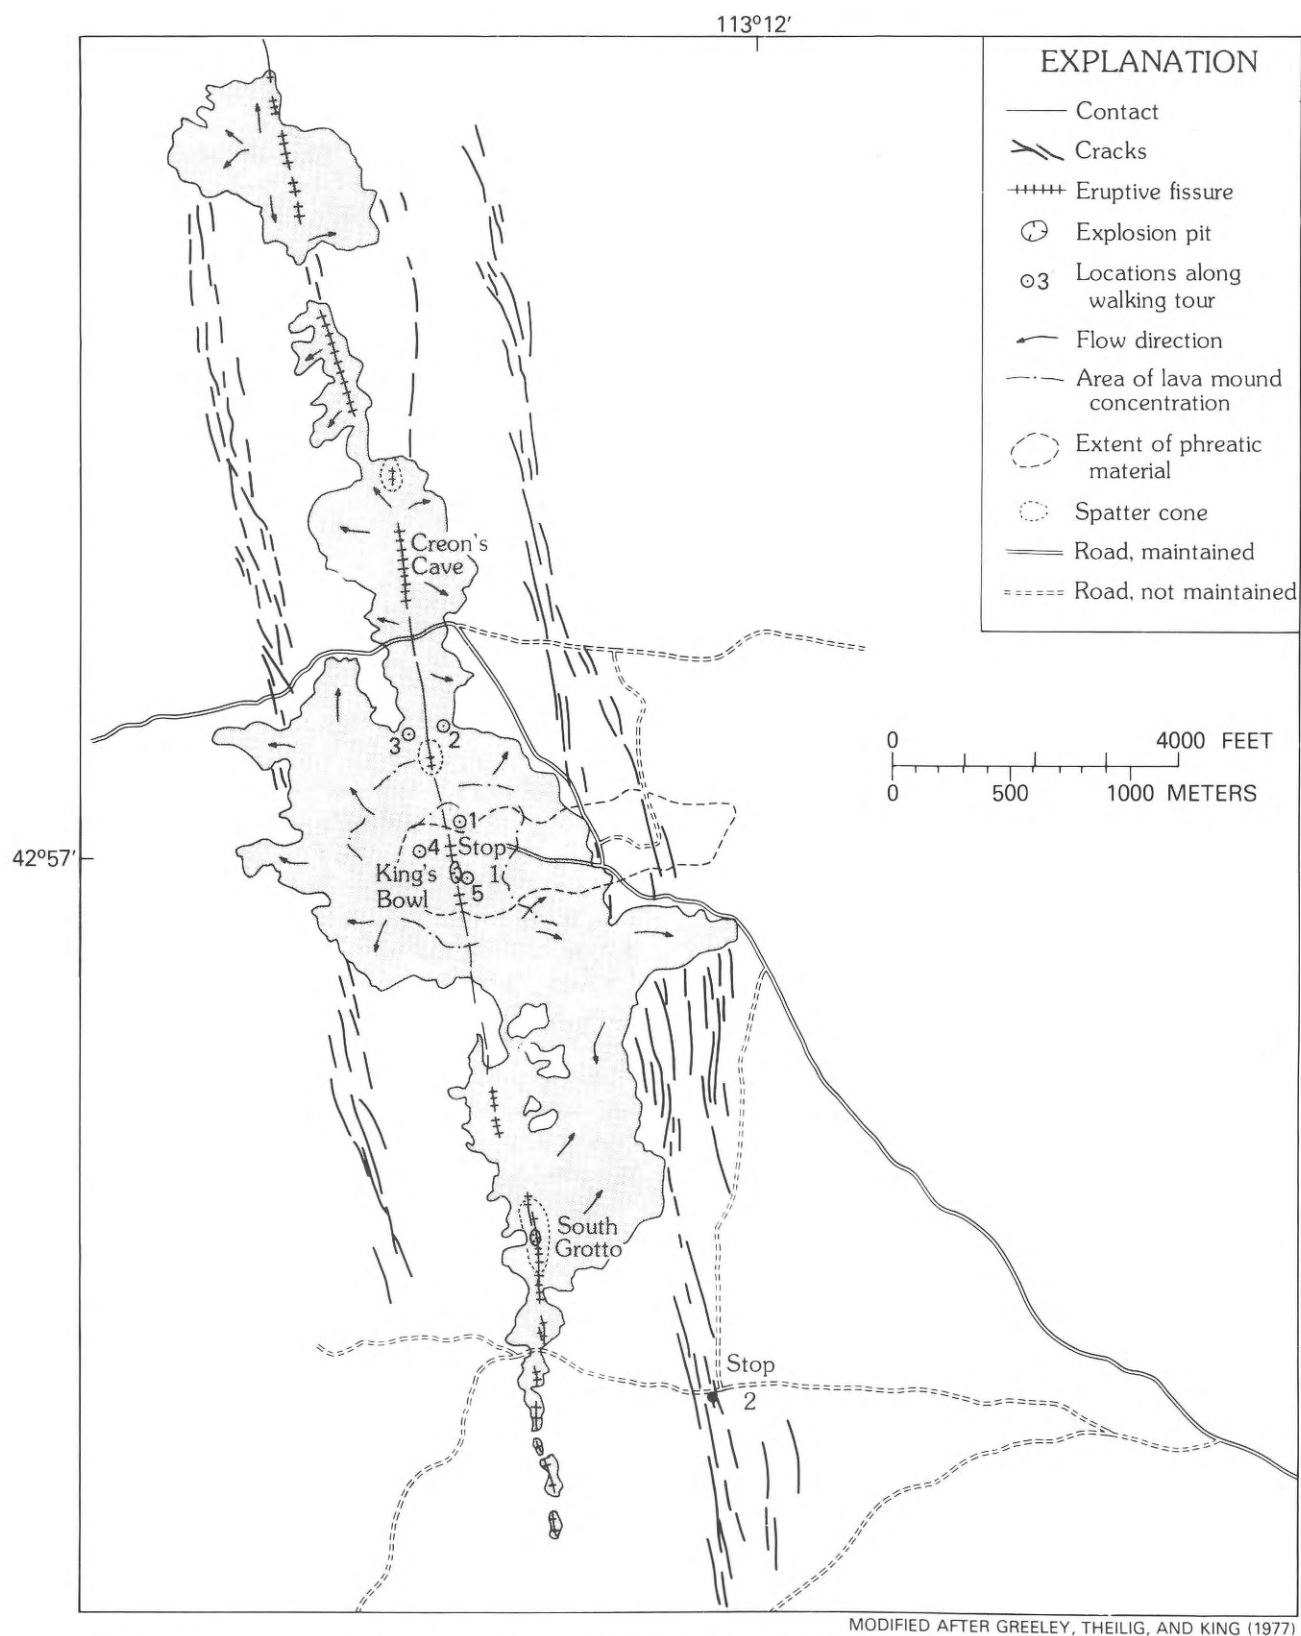 113°12′
EXPLANATION
Contact
Cracks
Eruptive fissure
Explosion pit
3 Locations along
walking tour
Flow direction
Area of lava mound
concentration
Extent of phreatic
material
Spatter cone
Road, maintained
Road, not maintained
Creon's
Cave
3
2
0 4000 FEET
0 500 1000 METERS
1
42°57′
4
Stop
1
King's
Bowl
5
South
Grotto
Stop
2
MODIFIED AFTER GREELEY, THEILIG, AND KING (1977)